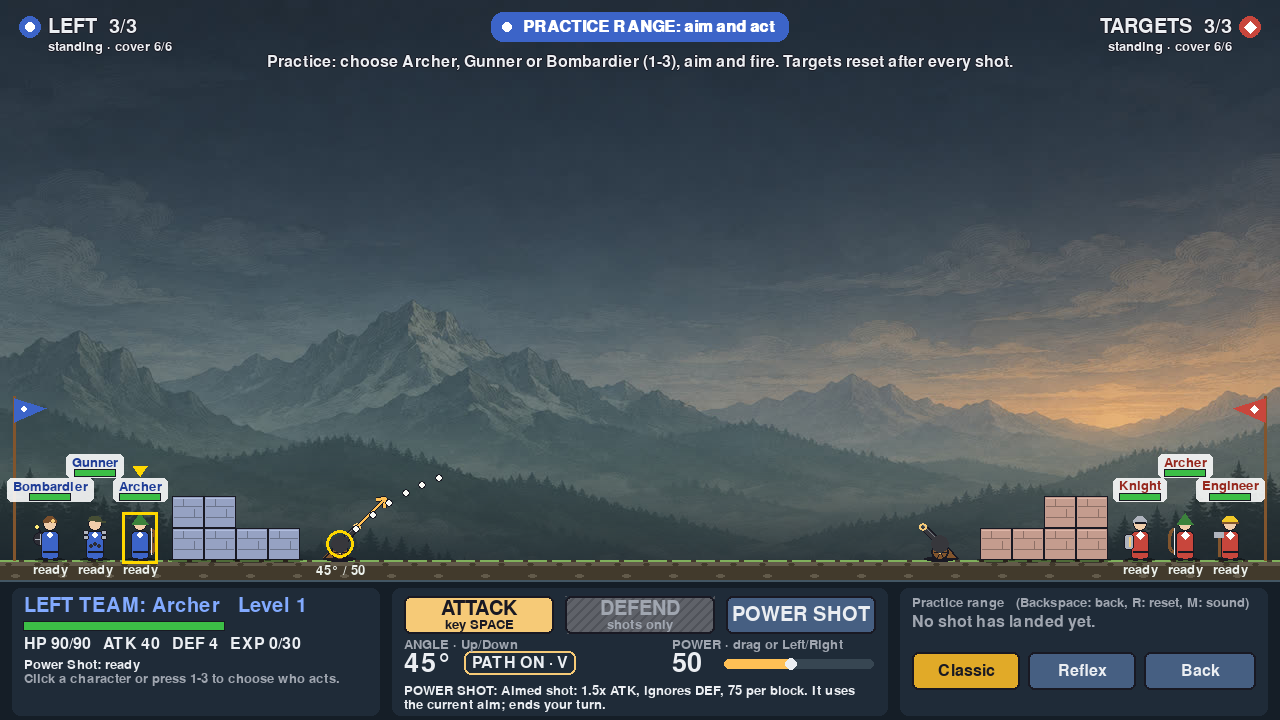 LEFT 3/3
standing · cover 6/6
PRACTICE RANGE: aim and act
Practice: choose Archer, Gunner or Bombardier (1-3), aim and fire. Targets reset after every shot.
TARGETS 3/3
standing · cover 6/6
Gunner
Bombardier
Archer
Archer
Knight
Engineer
ready
ready
ready
45° / 50
ready
ready
ready
LEFT TEAM: Archer Level 1
HP 90/90 ATK 40 DEF 4 EXP 0/30
Power Shot: ready
Click a character or press 1-3 to choose who acts.
ATTACK
key SPACE
DEFEND
shots only
POWER SHOT
ANGLE · Up/Down
45°
PATH ON · V
POWER · drag or Left/Right
50
POWER SHOT: Aimed shot: 1.5x ATK, ignores DEF, 75 per block. It uses
the current aim; ends your turn.
Practice range (Backspace: back, R: reset, M: sound)
No shot has landed yet.
Classic
Reflex
Back